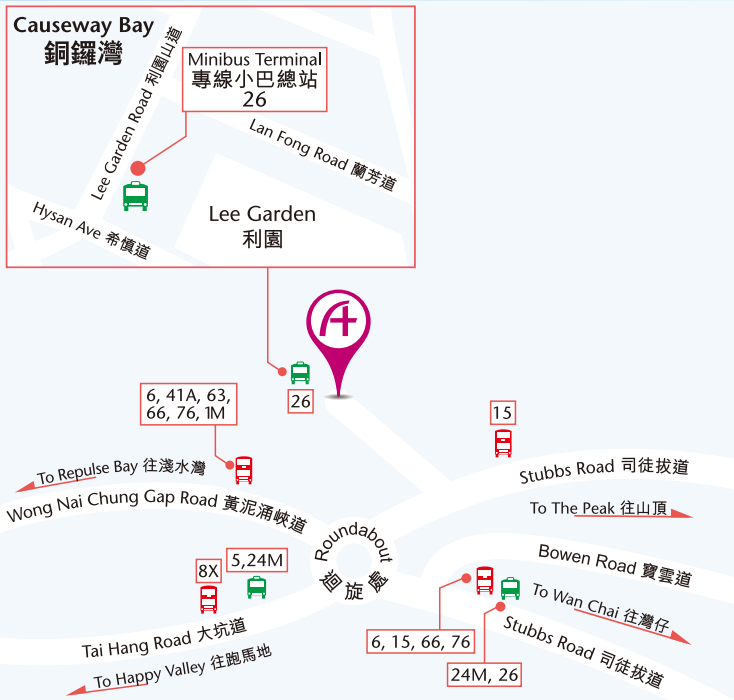 Causeway Bay
銅鑼灣
Minibus Terminal
專線小巴總站
26
Lee Garden Road 利園山道
Lan Fong Road 蘭芳道
Hysan Ave 希慎道
Lee Garden
利園
26
6, 41A, 63,
66, 76, 1M
15
To Repulse Bay 往淺水灣
Wong Nai Chung Gap Road 黃泥涌峽道
Stubbs Road 司徒拔道
To The Peak 往山頂
Roundabout
迴旋處
Bowen Road 寶雲道
8X
5,24M
To Wan Chai 往灣仔
Stubbs Road 司徒拔道
6, 15, 66, 76
24M, 26
Tai Hang Road 大坑道
To Happy Valley 往跑馬地